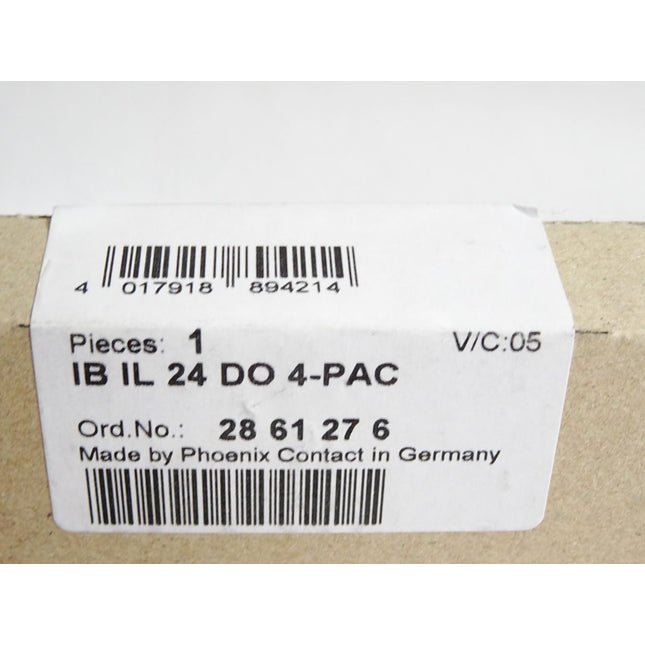 4 017918 894214
Pieces: 1 V/C:05
IB IL 24 DO 4-PAC
Ord.No.: 28 61 27 6
Made by Phoenix Contact in Germany